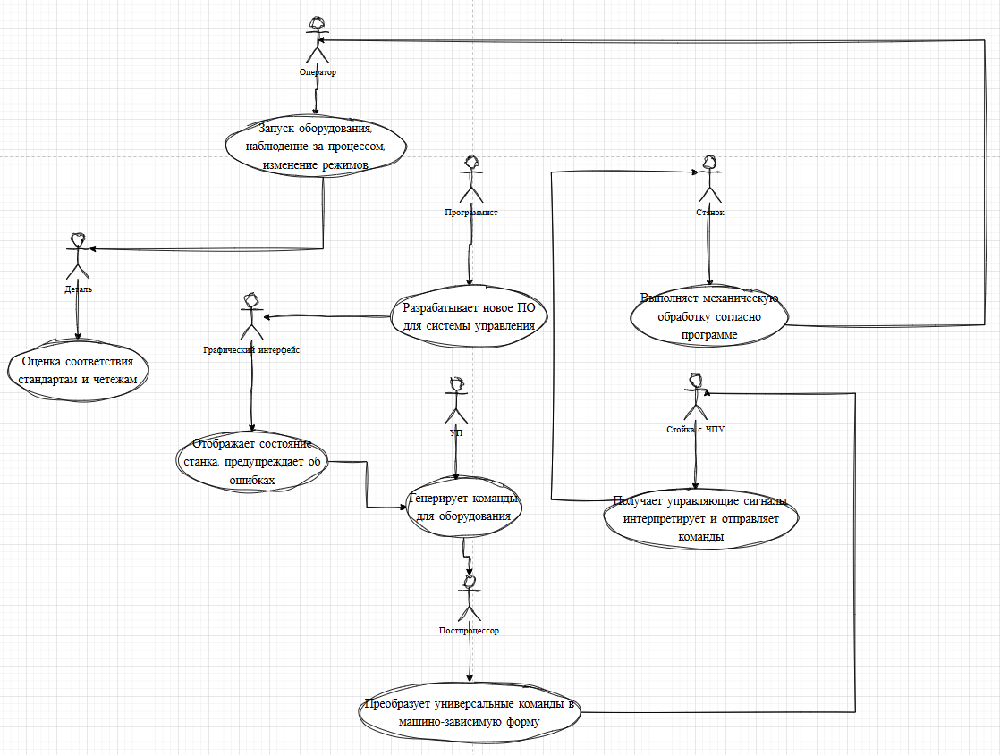 Оператор
Запуск оборудования,
наблюдение за процессом,
изменение режимов
Программист
Станок
Деталь
Выполняет механическую
обработку согласно
программе
Разрабатывает новое ПО
для системы управления
Графический интерфейс
Оценка соответствия
стандартам и четежам
УП
Стойка с ЧПУ
Отображает состояние
станка, предупреждает об
ошибках
Генерирует команды
для оборудования
Получает управляющие сигналы,
интерпретирует и отправляет
команды
Постпроцессор
Преобразует универсальные команды в
машино-зависимую форму